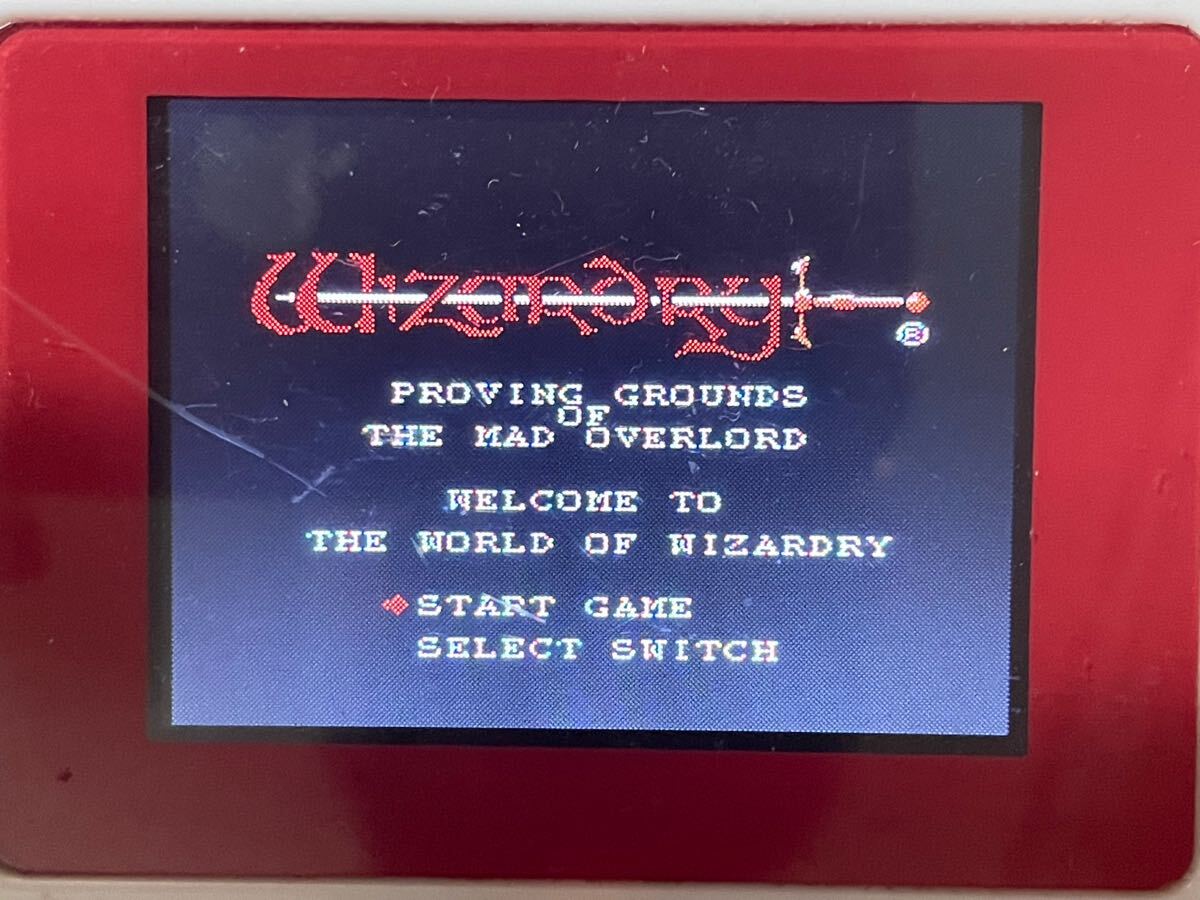 Wizardry
®
PROVING GROUNDS
OF
THE MAD OVERLORD
WELCOME TO
THE WORLD OF WIZARDRY
START GAME
SELECT SWITCH